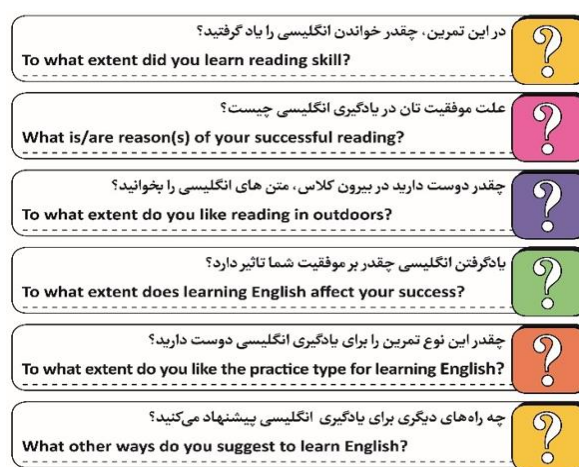 در این تمرین، چقدر خواندن انگلیسی را یاد گرفتید؟
To what extent did you learn reading skill?
علت موفقیت تان در یادگیری انگلیسی چیست؟
What is/are reason(s) of your successful reading?
چقدر دوست دارید در بیرون کلاس، متن های انگلیسی را بخوانید؟
To what extent do you like reading in outdoors?
یادگرفتن انگلیسی چقدر بر موفقیت شما تاثیر دارد؟
To what extent does learning English affect your success?
چقدر این نوع تمرین را برای یادگیری انگلیسی دوست دارید؟
To what extent do you like the practice type for learning English?
چه راه‌های دیگری برای یادگیری انگلیسی پیشنهاد می‌کنید؟
What other ways do you suggest to learn English?